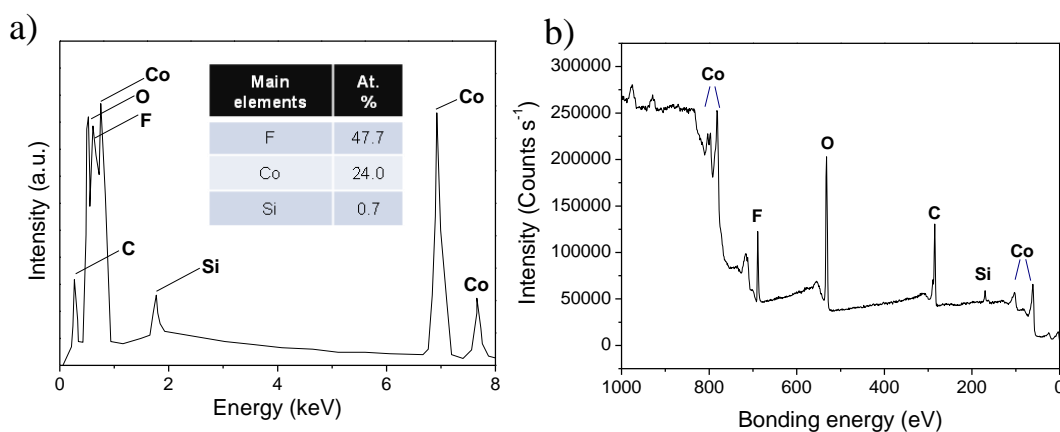 a)
Intensity (a.u.)
Co
O
F
C
Si
Co
Co
Main elements At. %
F 47.7
Co 24.0
Si 0.7
0 2 4 6 8
Energy (keV)
b)
Intensity (Counts s⁻¹)
300000
250000
200000
150000
100000
50000
0
Co
F
O
C
Si
Co
1000 800 600 400 200 0
Bonding energy (eV)